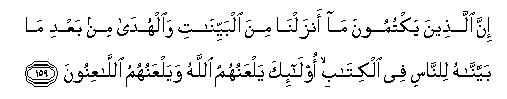 إِنَّ ٱلَّذِينَ يَكْتُمُونَ مَآ أَنزَلْنَا مِنَ ٱلْبَيِّنَٰتِ وَٱلْهُدَىٰ مِنۢ بَعْدِ مَا
بَيَّنَّٰهُ لِلنَّاسِ فِى ٱلْكِتَٰبِ ۙ أُو۟لَٰٓئِكَ يَلْعَنُهُمُ ٱللَّهُ وَيَلْعَنُهُمُ ٱللَّٰعِنُونَ ١٥٩